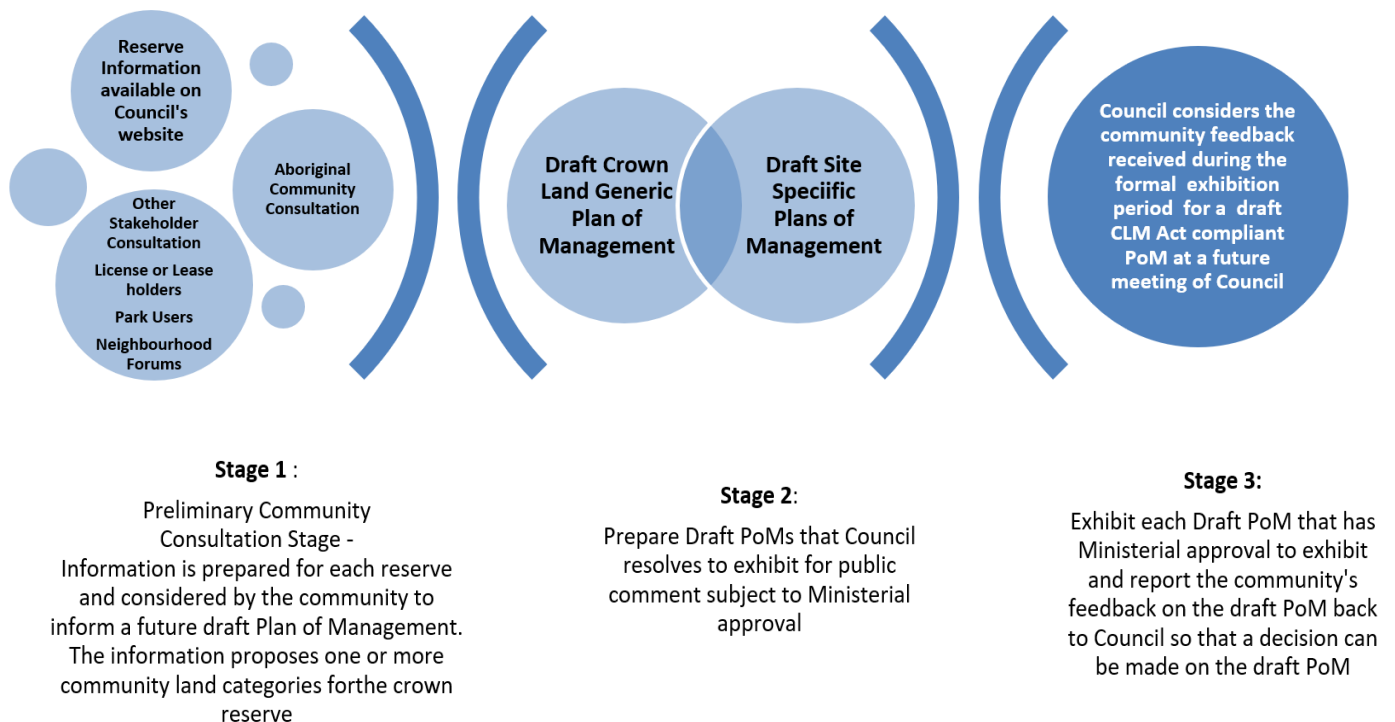 Reserve
Information
available on
Council's
website
Aboriginal
Community
Consultation
Other
Stakeholder
Consultation
License or Lease
holders
Park Users
Neighbourhood
Forums
Draft Crown
Land Generic
Plan of
Management
Draft Site
Speciific
Plans of
Management
Council considers the
community feedback
received during the
formal exhibition
period for a draft
CLM Act compliant
PoM at a future
meeting of Council
Stage 1 :
Preliminary Community
Consultation Stage -
Information is prepared for each reserve
and considered by the community to
inform a future draft Plan of Management.
The information proposes one or more
community land categories forthe crown
reserve
Stage 2:
Prepare Draft PoMs that Council
resolves to exhibit for public
comment subject to Ministerial
approval
Stage 3:
Exhibit each Draft PoM that has
Ministerial approval to exhibit
and report the community's
feedback on the draft PoM back
to Council so that a decision can
be made on the draft PoM